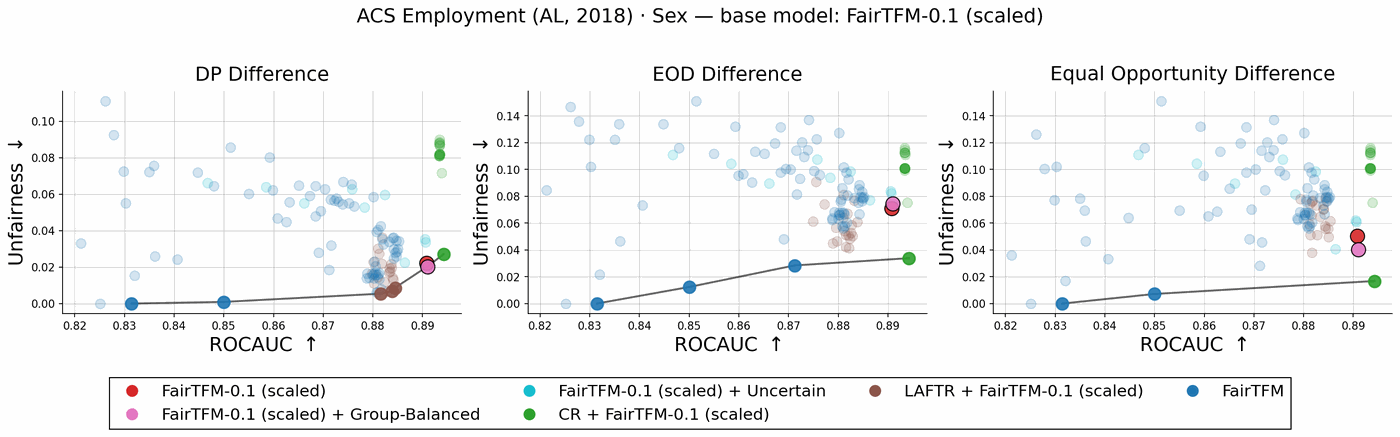 ACS Employment (AL, 2018) · Sex — base model: FairTFM-0.1 (scaled)
DP Difference
EOD Difference
Equal Opportunity Difference
Unfairness ↓
0.10
0.08
0.06
0.04
0.02
0.00
0.82 0.83 0.84 0.85 0.86 0.87 0.88 0.89
ROCAUC ↑
Unfairness ↓
0.14
0.12
0.10
0.08
0.06
0.04
0.02
0.00
0.82 0.83 0.84 0.85 0.86 0.87 0.88 0.89
ROCAUC ↑
Unfairness ↓
0.14
0.12
0.10
0.08
0.06
0.04
0.02
0.00
0.82 0.83 0.84 0.85 0.86 0.87 0.88 0.89
ROCAUC ↑
FairTFM-0.1 (scaled)
FairTFM-0.1 (scaled) + Group-Balanced
FairTFM-0.1 (scaled) + Uncertain
CR + FairTFM-0.1 (scaled)
LAFTR + FairTFM-0.1 (scaled)
FairTFM